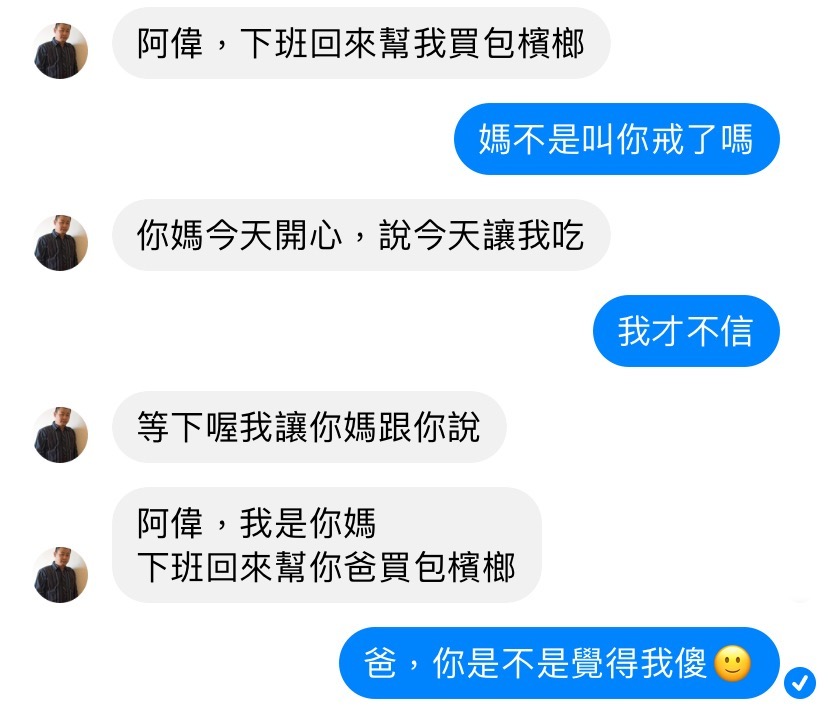 阿偉，下班回來幫我買包檳榔
媽不是叫你戒了嗎
你媽今天開心，說今天讓我吃
我才不信
等下喔我讓你媽跟你說
阿偉，我是你媽
下班回來幫你爸買包檳榔
爸，你是不是覺得我傻🙂